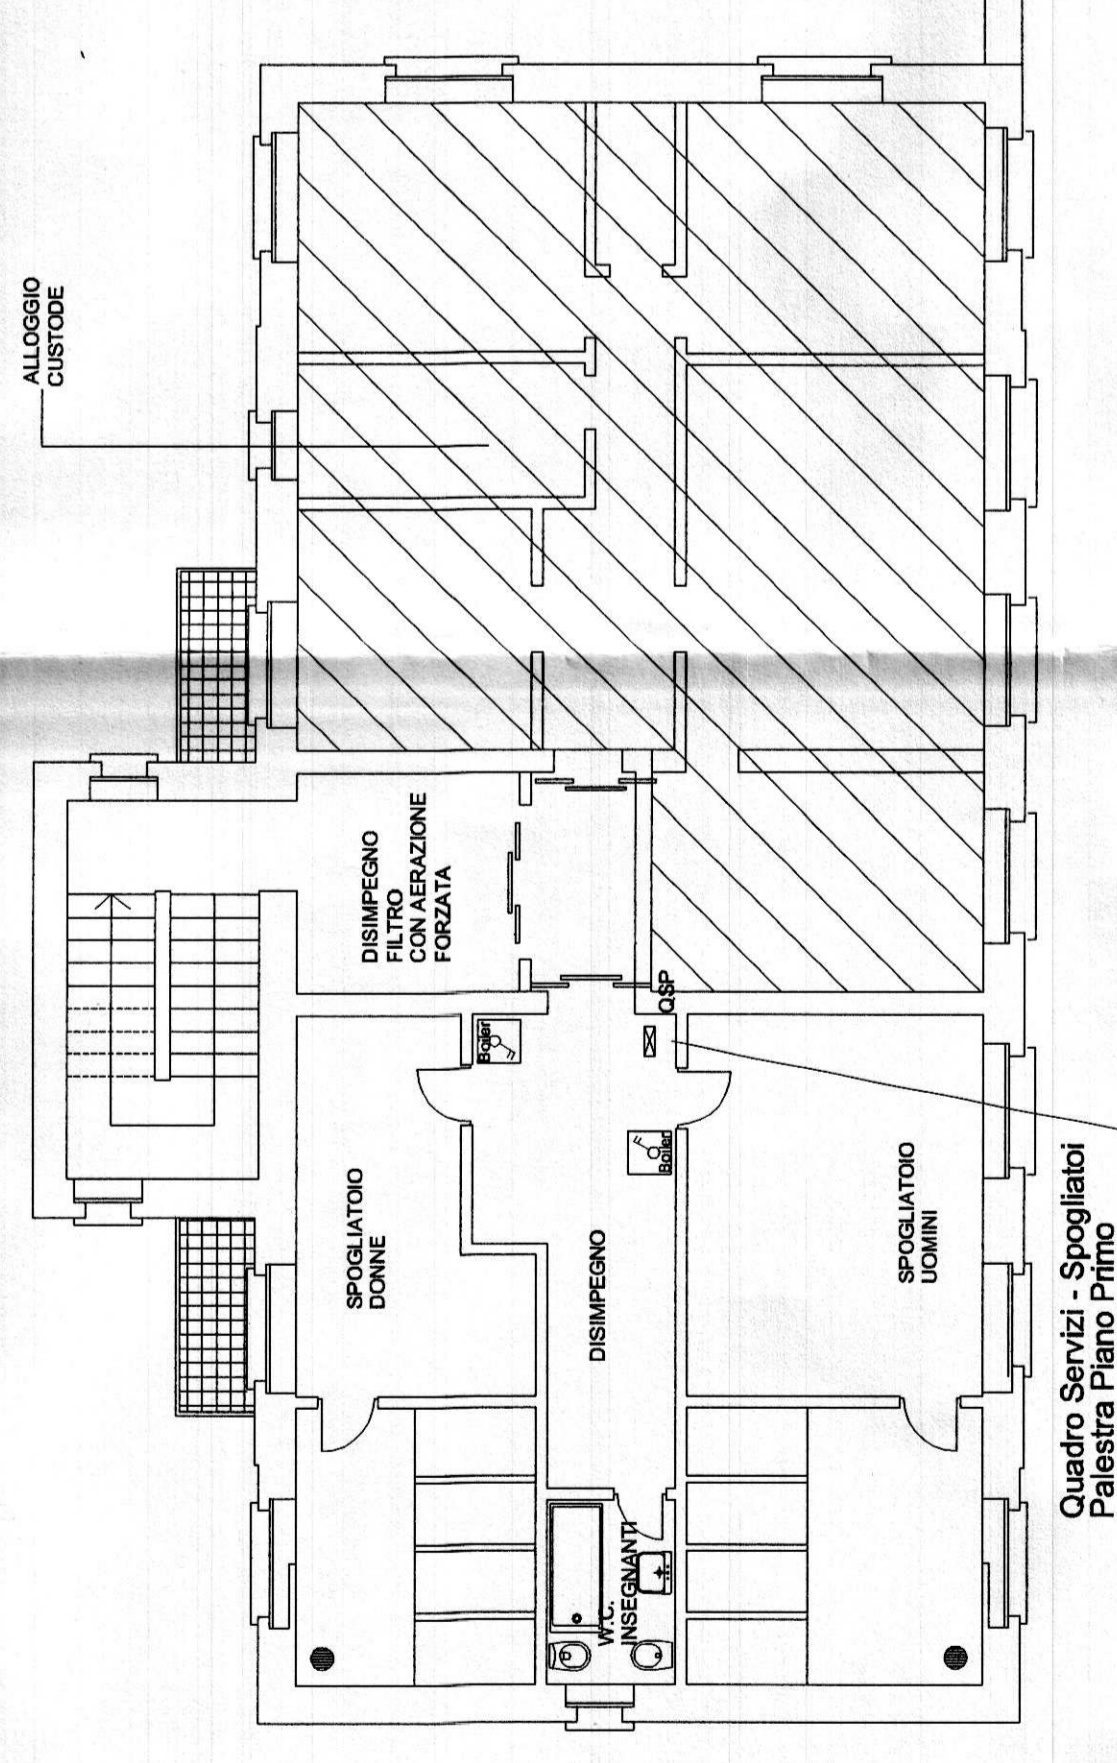 ALLOGGIO
CUSTODE
DISIMPEGNO
FILTRO
CON AERAZIONE
FORZATA
Boiler
QSP
Boiler
SPOGLIATOIO
DONNE
DISIMPEGNO
SPOGLIATOIO
UOMINI
W.C.
INSEGNANTI
Quadro Servizi - Spogliatoi
Palestra Piano Primo